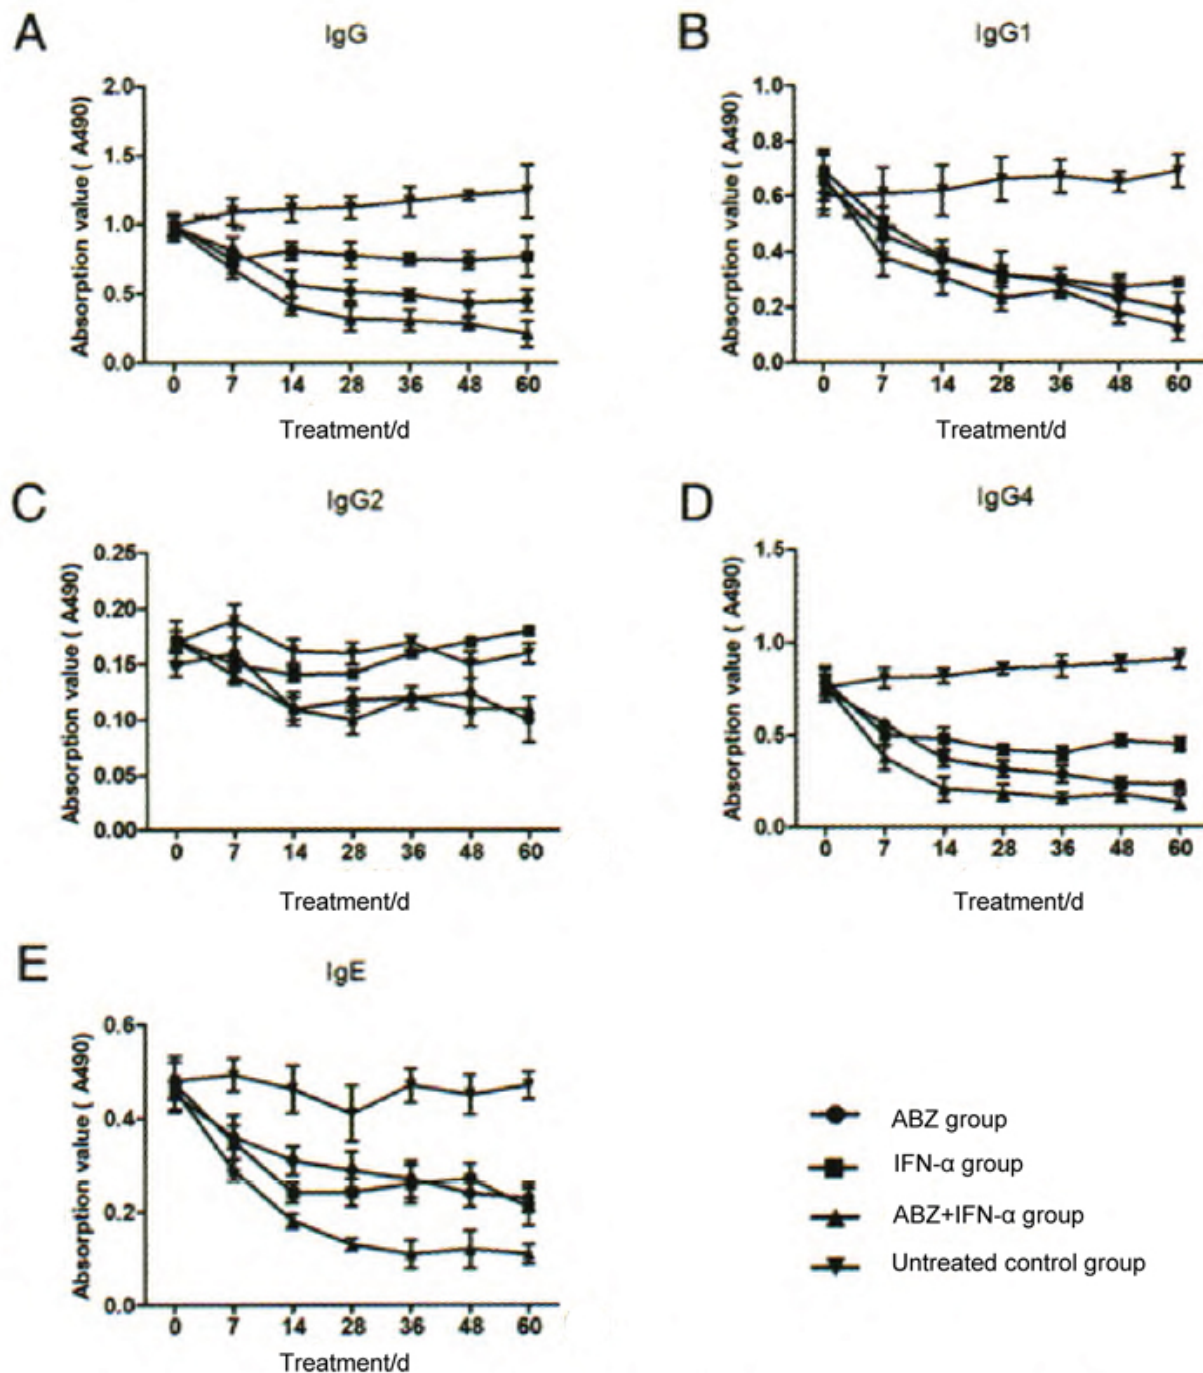 A
IgG
Absorption value ( A490)
2.0
1.5
1.0
0.5
0.0
0 7 14 28 36 48 60
Treatment/d
B
IgG1
Absorption value ( A490)
1.0
0.8
0.6
0.4
0.2
0.0
0 7 14 28 36 48 60
Treatment/d
C
IgG2
Absorption value ( A490)
0.25
0.20
0.15
0.10
0.05
0.00
0 7 14 28 36 48 60
Treatment/d
D
IgG4
Absorption value ( A490)
1.5
1.0
0.5
0.0
0 7 14 28 36 48 60
Treatment/d
E
IgE
Absorption value ( A490)
0.6
0.4
0.2
0.0
0 7 14 28 36 48 60
Treatment/d
ABZ group
IFN-α group
ABZ+IFN-α group
Untreated control group